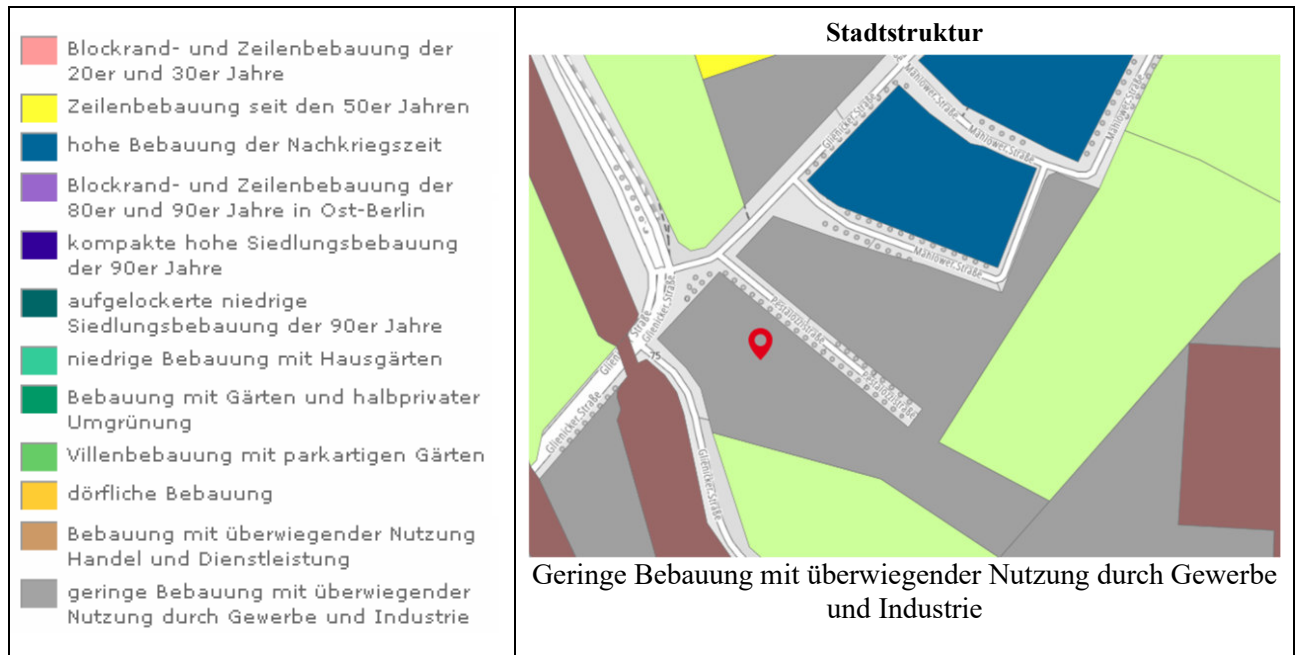 Blockrand- und Zeilenbebauung der
20er und 30er Jahre
Zeilenbebauung seit den 50er Jahren
hohe Bebauung der Nachkriegszeit
Blockrand- und Zeilenbebauung der
80er und 90er Jahre in Ost-Berlin
kompakte hohe Siedlungsbebauung
der 90er Jahre
aufgelockerte niedrige
Siedlungsbebauung der 90er Jahre
niedrige Bebauung mit Hausgärten
Bebauung mit Gärten und halbprivater
Umgrünung
Villenbebauung mit parkartigen Gärten
dörfliche Bebauung
Bebauung mit überwiegender Nutzung
Handel und Dienstleistung
geringe Bebauung mit überwiegender
Nutzung durch Gewerbe und Industrie
Stadtstruktur
Glienicker.Straße
Mahlower.Straße
Mahlower.Straße
Mahlower.Straße
Mahlower.Straße
Glienicker.Straße
Straße
Glienicker.Straße
75
Pestalozzistraße
Pestalozzistraße
Glienicker.Straße
Geringe Bebauung mit überwiegender Nutzung durch Gewerbe
und Industrie